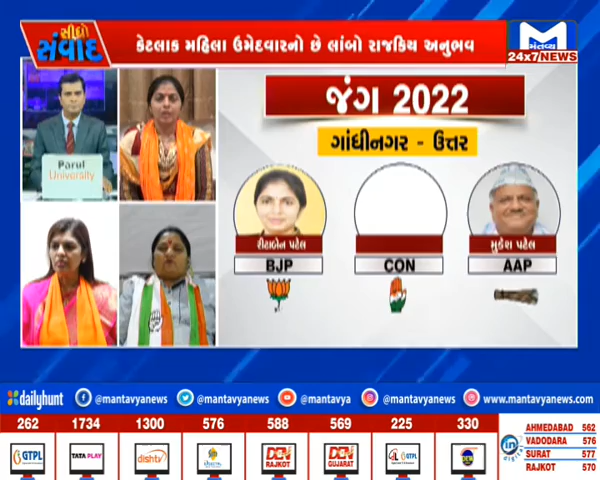 સીધો સંવાદ
કેટલાક મહિલા ઉમેદવારનો છે લાંબો રાજકિય અનુભવ
મંતવ્ય
24x7 NEWS
જંગ 2022
ગાંધીનગર - ઉત્તર
Parul
University
રીટાબેન પટેલ
મુકેશ પટેલ
BJP
CON
AAP
dailyhunt
@mantavyanews
@mantavyanews
@mantavya
@mantavyanews
@mantavyanews
www.mantavyanews.com
262 1734 1300 576 588 569 225 330
GTPL
TATA PLAY
dishtv
DEN RAJKOT
DEN GUJARAT
in digital
AHMEDABAD 562
VADODARA 576
SURAT 577
RAJKOT 570